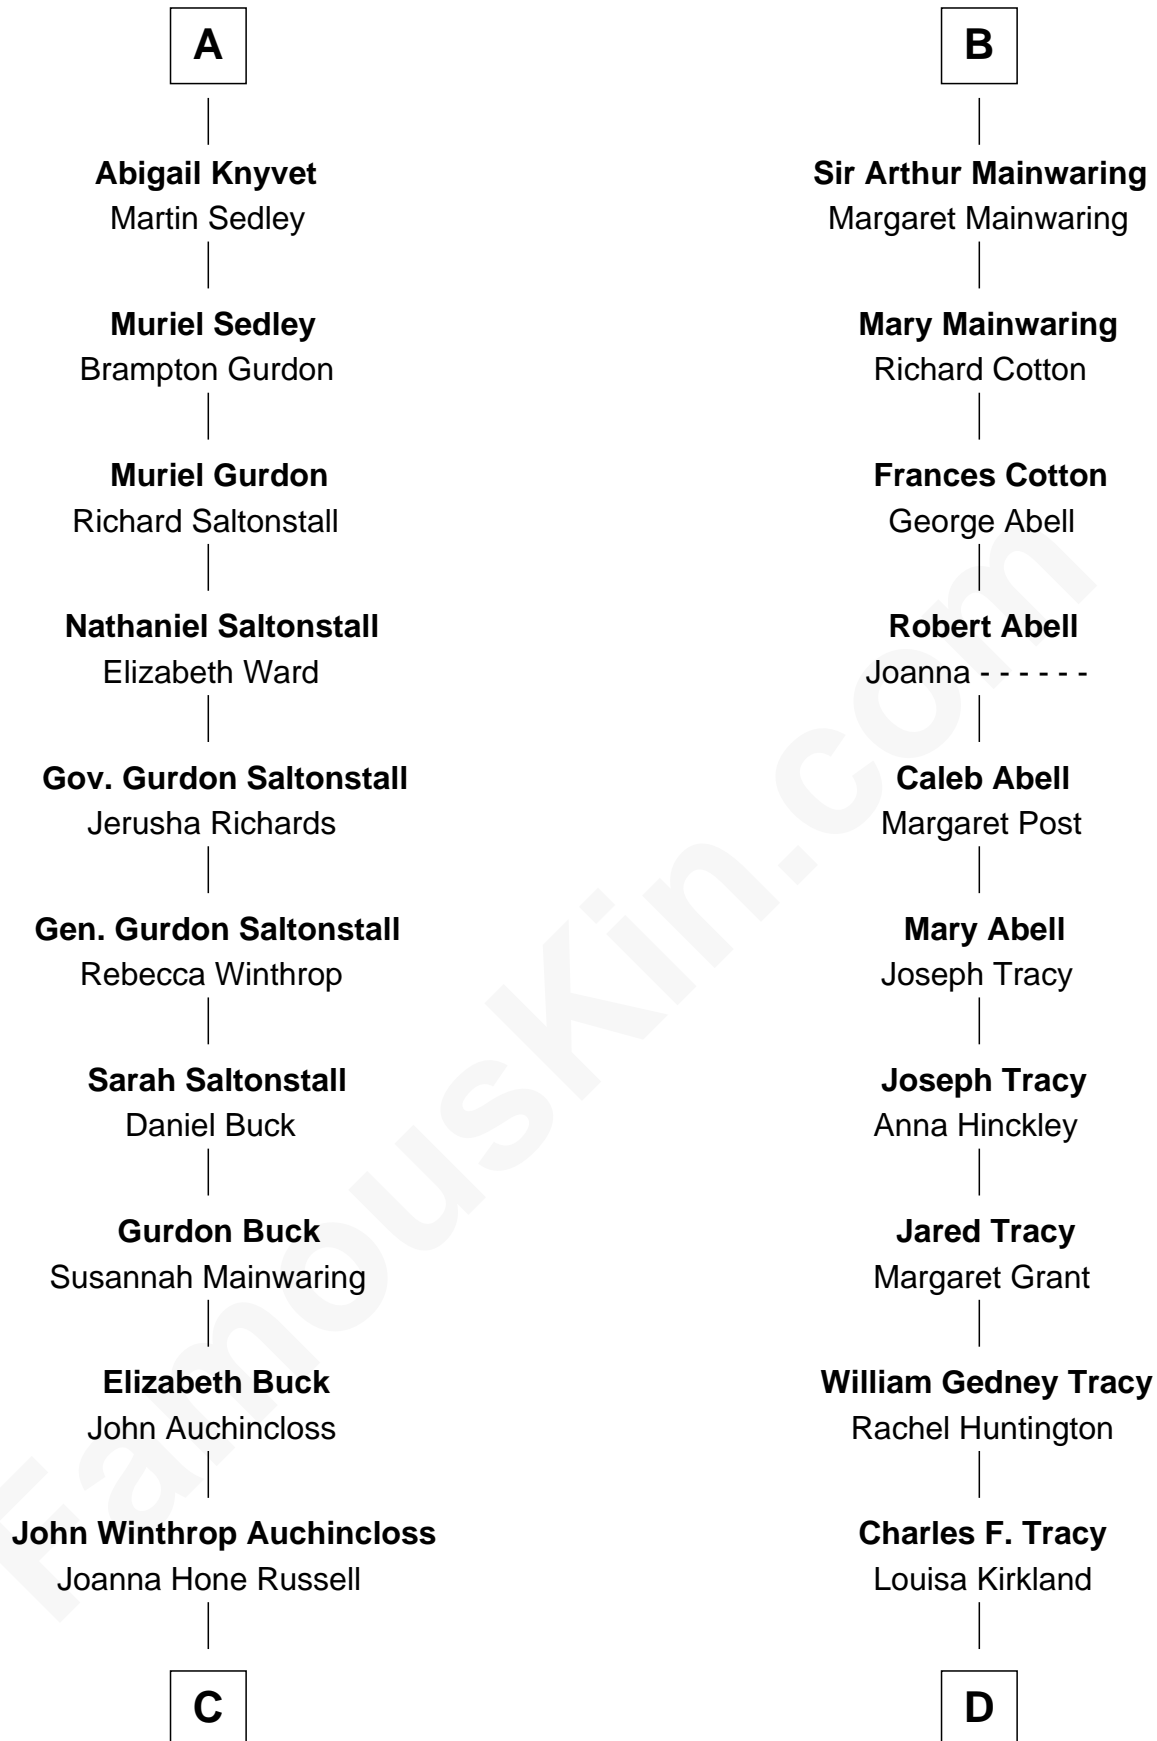 A
Abigail Knyvet
Martin Sedley
Muriel Sedley
Brampton Gurdon
Muriel Gurdon
Richard Saltonstall
Nathaniel Saltonstall
Elizabeth Ward
Gov. Gurdon Saltonstall
Jerusha Richards
Gen. Gurdon Saltonstall
Rebecca Winthrop
Sarah Saltonstall
Daniel Buck
Gurdon Buck
Susannah Mainwaring
Elizabeth Buck
John Auchincloss
John Winthrop Auchincloss
Joanna Hone Russell
C
B
Sir Arthur Mainwaring
Margaret Mainwaring
Mary Mainwaring
Richard Cotton
Frances Cotton
George Abell
Robert Abell
Joanna - - - - - -
Caleb Abell
Margaret Post
Mary Abell
Joseph Tracy
Joseph Tracy
Anna Hinckley
Jared Tracy
Margaret Grant
William Gedney Tracy
Rachel Huntington
Charles F. Tracy
Louisa Kirkland
D
FamousKin.com